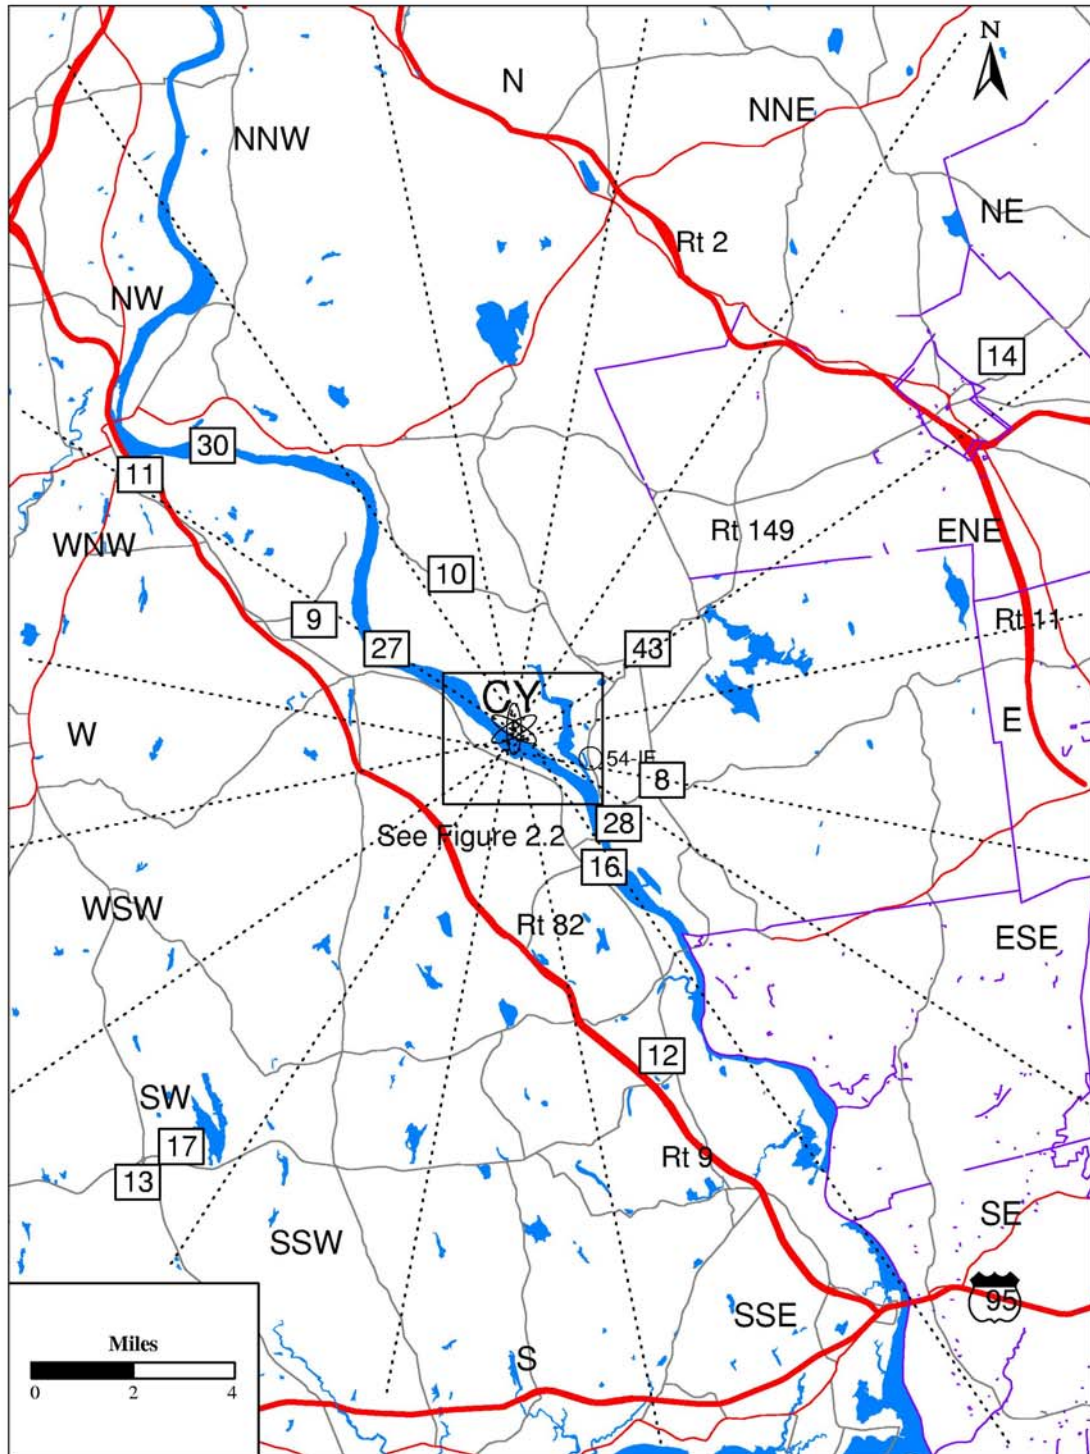 N
N
NNE
NNW
NE
Rt 2
NW
14
30
11
Rt 149
ENE
WNW
10
9
Rt 11
27
43
CY
W
E
54-IF
8
28
See Figure 2.2
16
WSW
Rt 82
ESE
12
SW
17
Rt 9
13
SE
SSW
95
SSE
Miles
S
0 2 4